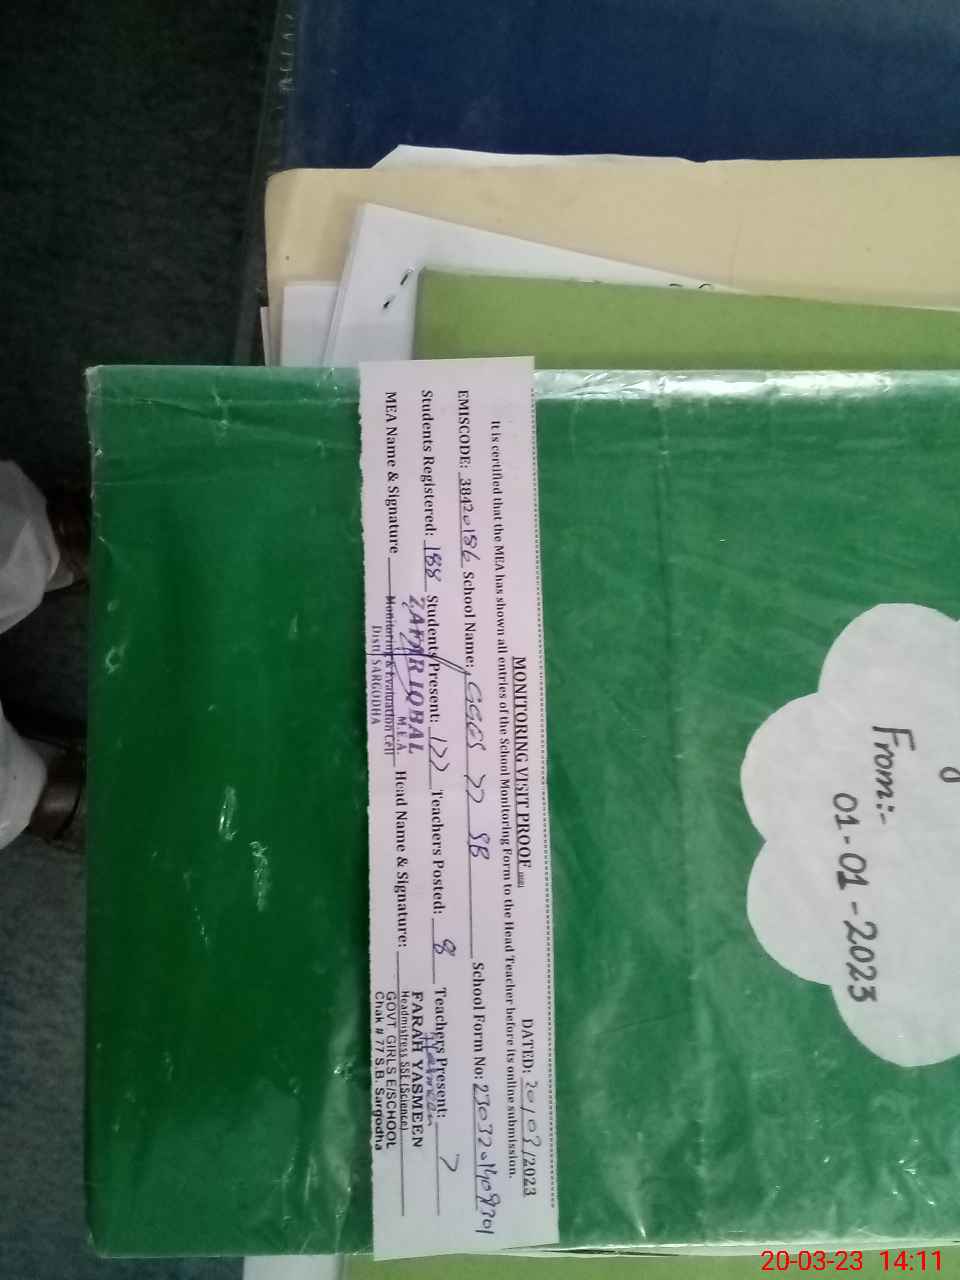 MONITORING VISIT PROOF
DATED: 20/03/2023
It is certified that the MEA has shown all entries of the School Monitoring Form to the Head Teacher before its online submission.
EMISCODE: 38420186 School Name: GGES 77 SB School Form No:
Students Registered: 188 Students Present: 177 Teachers Posted: 8 Teachers Present: 7
MEA Name & Signature ZAFAR IQBAL Head Name & Signature: FARAH YASMEEN
M.E.A.
Monitoring & Evaluation Cell
Distt: SARGODHA
Headmistress SSE (Science)
GOVT GIRLS E/SCHOOL
Chak # 77 S.B. Sargodha
From:-
01-01-2023
20-03-23 14:11